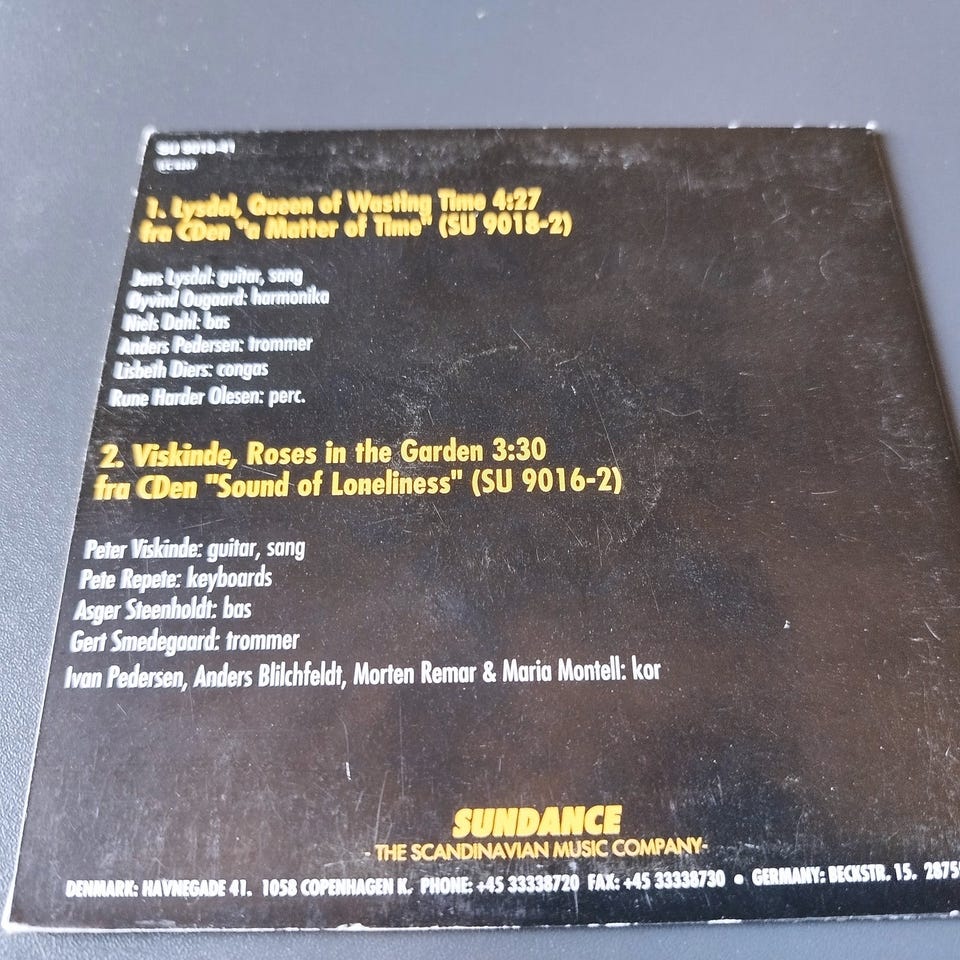 SU 9018-41
1. Lysdal, Queen of Wasting Time 4:27
fra CDen "a Matter of Time" (SU 9018-2)
Jens Lysdal: guitar, sang
Øyvind Ougaard: harmonika
Niels Dahl: bas
Anders Pedersen: trommer
Lisbeth Diers: congas
Rune Harder Olesen: perc.
2. Viskinde, Roses in the Garden 3:30
fra CDen "Sound of Loneliness" (SU 9016-2)
Peter Viskinde: guitar, sang
Pete Repete: keyboards
Asger Steenholdt: bas
Gert Smedegaard: trommer
Ivan Pedersen, Anders Blilchfeldt, Morten Remar & Maria Montell: kor
SUNDANCE
- THE SCANDINAVIAN MUSIC COMPANY-
DENMARK: HAVNEGADE 41. 1058 COPENHAGEN K. PHONE: +45 33338720 FAX: +45 33338730 • GERMANY: BECKSTR. 15. 2875